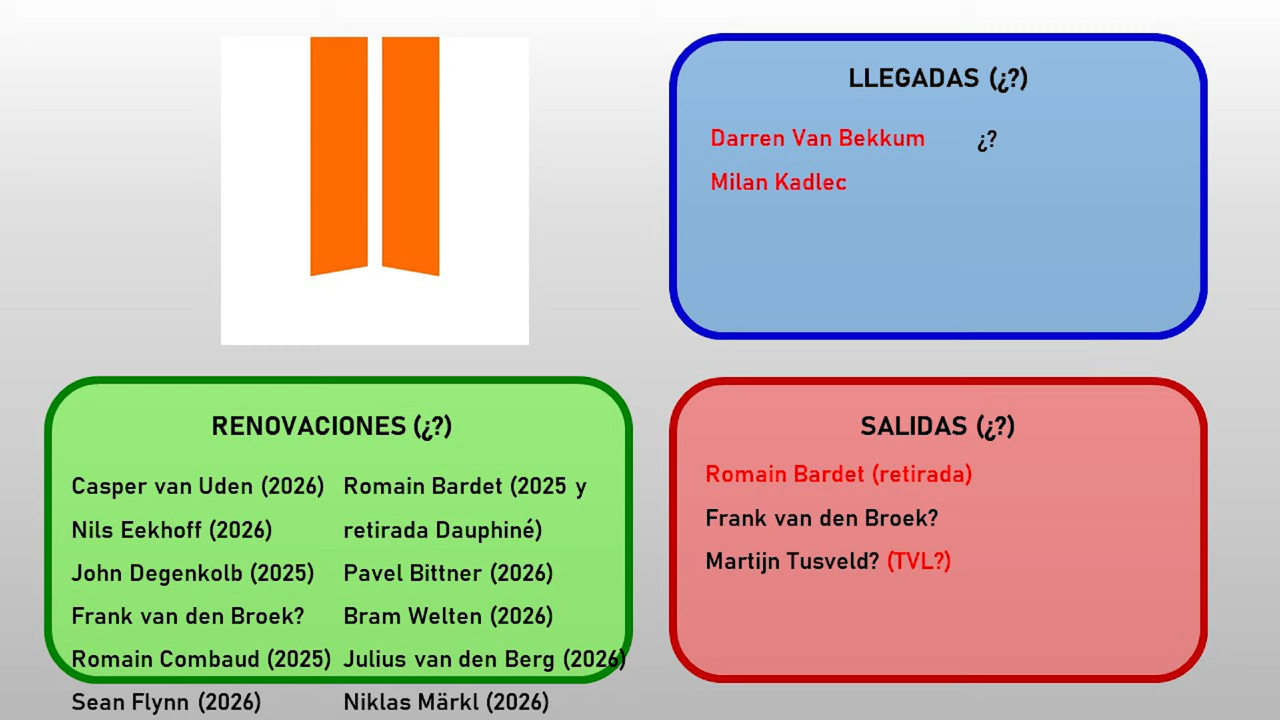 LLEGADAS (¿?)
Darren Van Bekkum ¿?
Milan Kadlec
RENOVACIONES (¿?)
Casper van Uden (2026)
Nils Eekhoff (2026)
John Degenkolb (2025)
Frank van den Broek?
Romain Combaud (2025)
Sean Flynn (2026)
Romain Bardet (2025 y
retirada Dauphiné)
Pavel Bittner (2026)
Bram Welten (2026)
Julius van den Berg (2026)
Niklas Märkl (2026)
SALIDAS (¿?)
Romain Bardet (retirada)
Frank van den Broek?
Martijn Tusveld? (TVL?)